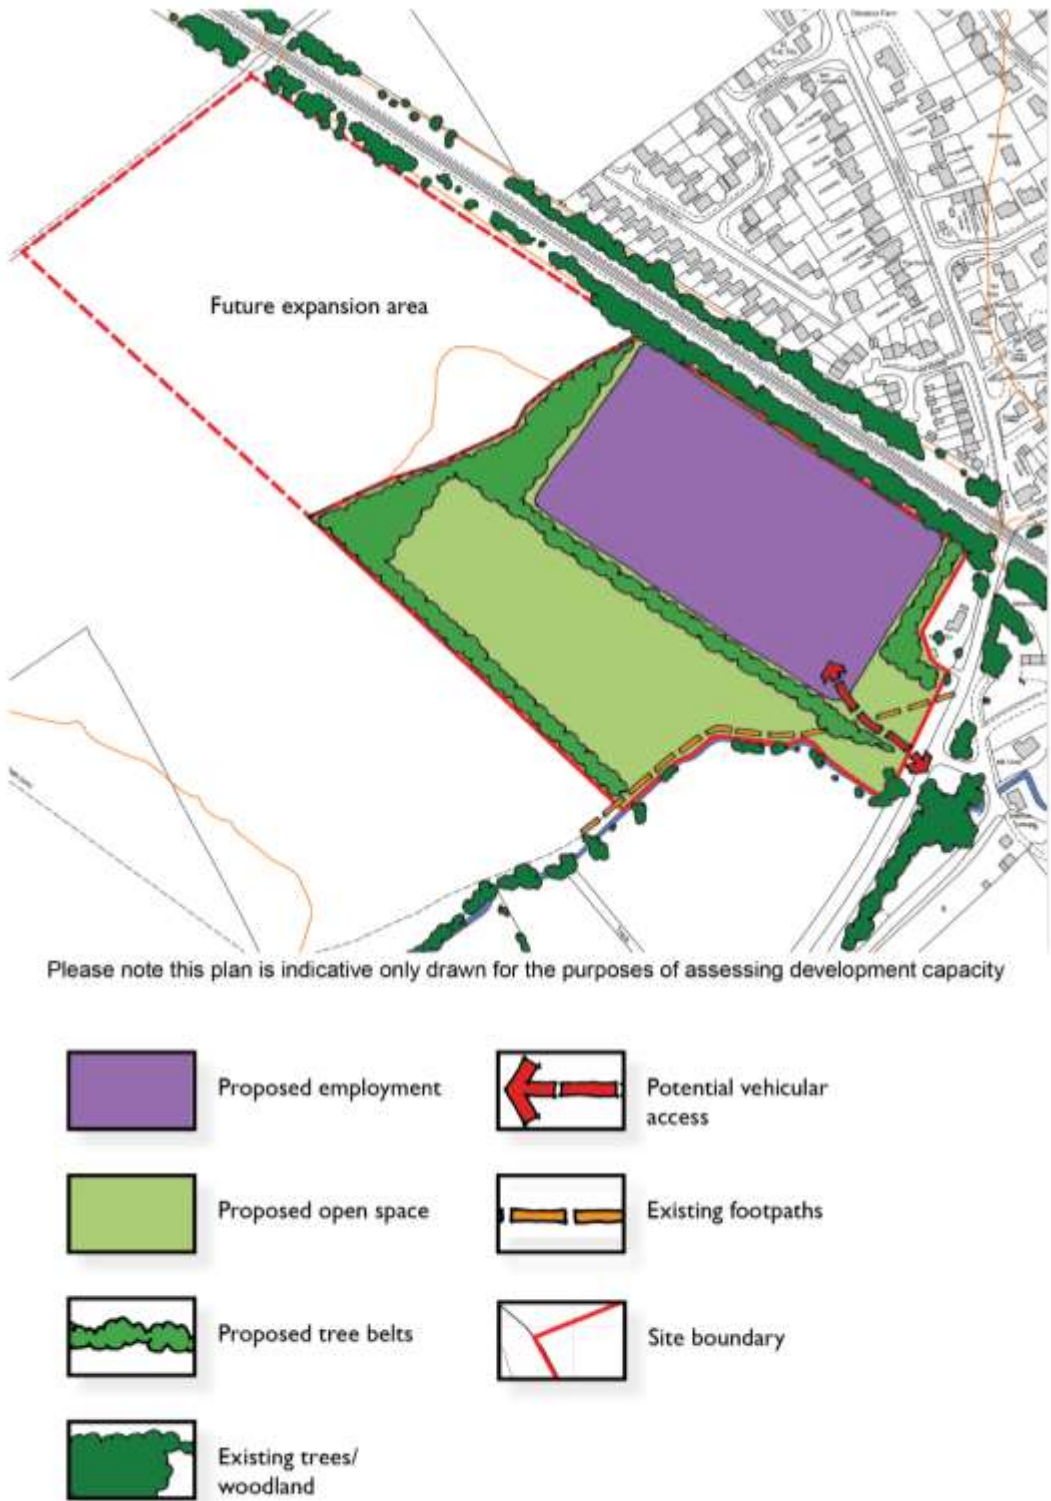 Future expansion area
Please note this plan is indicative only drawn for the purposes of assessing development capacity
Proposed employment
Potential vehicular
access
Proposed open space
Existing footpaths
Proposed tree belts
Site boundary
Existing trees/
woodland